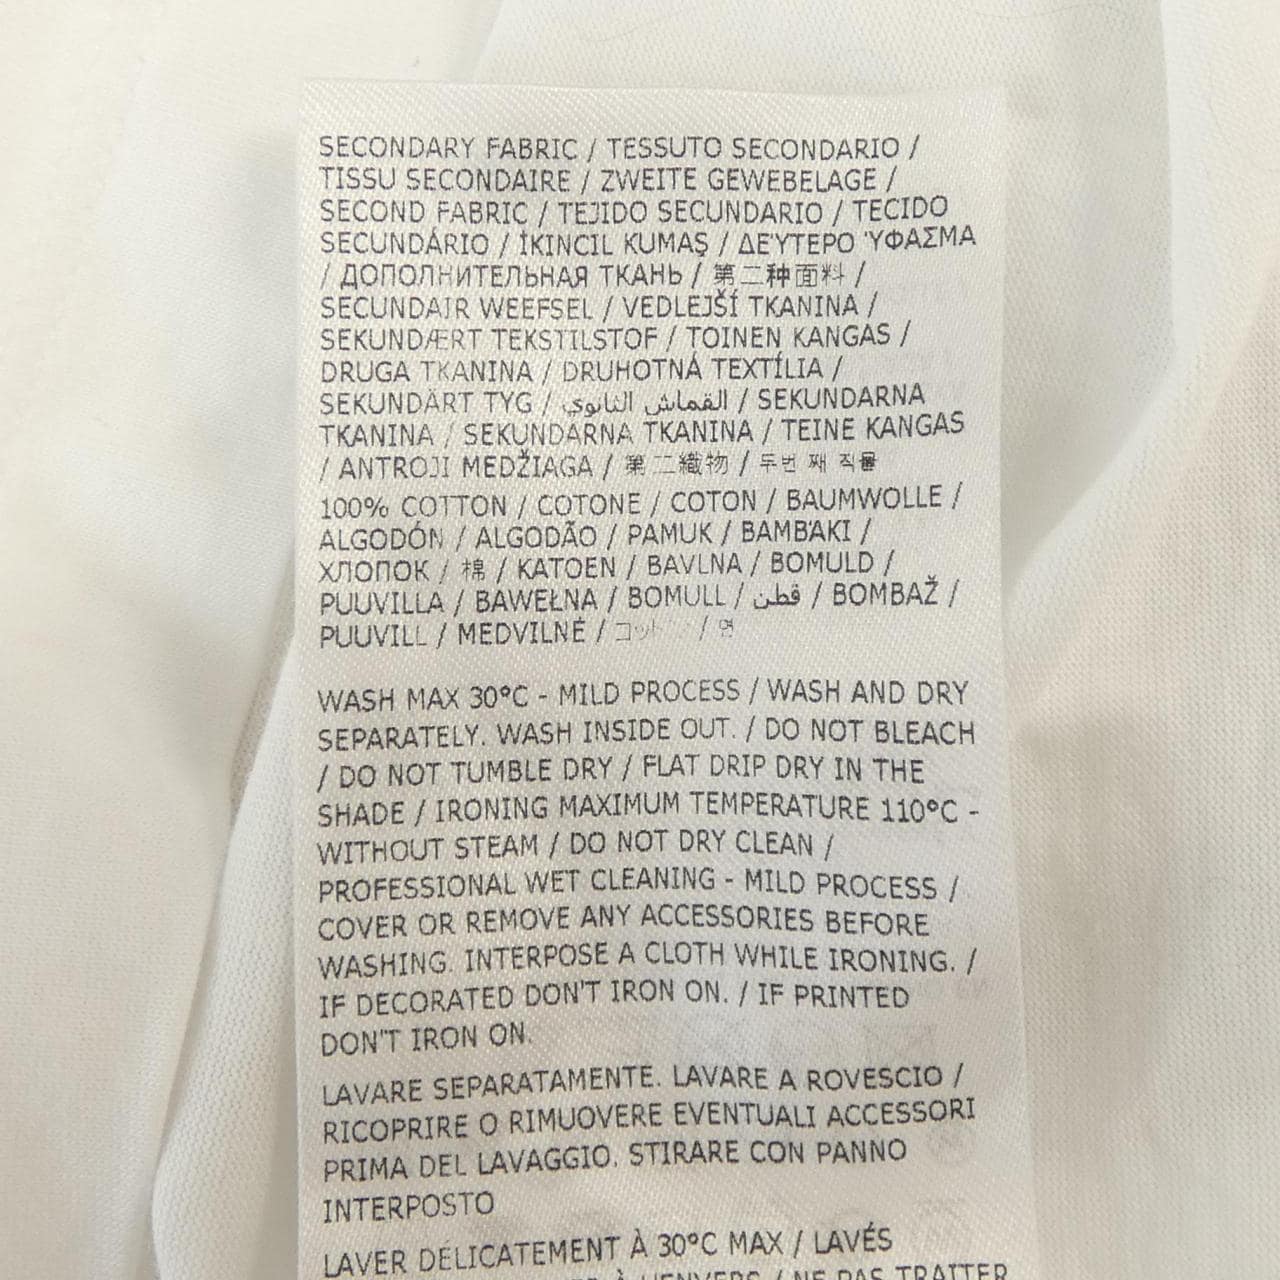 SECONDARY FABRIC / TESSUTO SECONDARIO /
TISSU SECONDAIRE / ZWEITE GEWEBELAGE /
SECOND FABRIC / TEJIDO SECUNDARIO / TECIDO
SECUNDÁRIO / İKINCIL KUMAŞ / ΔΕΎΤΕΡΟ ΎΦΑΣΜΑ
/ ДОПОЛНИТЕЛЬНАЯ ТКАНЬ / 第二种面料 /
SECUNDAIR WEEFSEL / VEDLEJŠÍ TKANINA /
SEKUNDÆRT TEKSTILSTOF / TOINEN KANGAS /
DRUGA TKANINA / DRUHOTNÁ TEXTÍLIA /
SEKUNDÄRT TYG / القماش الثانوي / SEKUNDARNA
TKANINA / SEKUNDARNA TKANINA / TEINE KANGAS
/ ANTROJI MEDŽIAGA / 第二織物 / 두번 째 직물
100% COTTON / COTONE / COTON / BAUMWOLLE /
ALGODÓN / ALGODÃO / PAMUK / ΒΑΜΒΆΚΙ /
ХЛОПОК / 棉 / KATOEN / BAVLNA / BOMULD /
PUUVILLA / BAWEŁNA / BOMULL / قطن / BOMBAŽ /
PUUVILL / MEDVILNĖ / / 면
WASH MAX 30°C - MILD PROCESS / WASH AND DRY
SEPARATELY. WASH INSIDE OUT. / DO NOT BLEACH
/ DO NOT TUMBLE DRY / FLAT DRIP DRY IN THE
SHADE / IRONING MAXIMUM TEMPERATURE 110°C -
WITHOUT STEAM / DO NOT DRY CLEAN /
PROFESSIONAL WET CLEANING - MILD PROCESS /
COVER OR REMOVE ANY ACCESSORIES BEFORE
WASHING. INTERPOSE A CLOTH WHILE IRONING. /
IF DECORATED DON'T IRON ON. / IF PRINTED
DON'T IRON ON.
LAVARE SEPARATAMENTE. LAVARE A ROVESCIO /
RICOPRIRE O RIMUOVERE EVENTUALI ACCESSORI
PRIMA DEL LAVAGGIO. STIRARE CON PANNO
INTERPOSTO
LAVER DÉLICATEMENT À 30°C MAX / LAVÉS
À L'ENVERS / NE PAS TRAITER